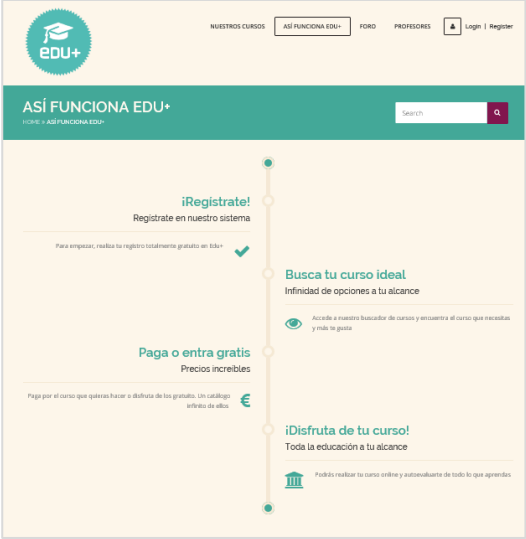 EDU+
NUESTROS CURSOS
ASÍ FUNCIONA EDU+
FORO
PROFESORES
Login | Register
ASÍ FUNCIONA EDU+
HOME > ASÍ FUNCIONA EDU+
Search
¡Regístrate!
Regístrate en nuestro sistema
Para empezar, realiza tu registro totalmente gratuito en Edu+
Busca tu curso ideal
Infinidad de opciones a tu alcance
Accede a nuestro buscador de cursos y encuentra el curso que necesitas
y más te gusta
Paga o entra gratis
Precios increíbles
Paga por el curso que quieras hacer o disfruta de los gratuito. Un catálogo
infinito de ellos
€
¡Disfruta de tu curso!
Toda la educación a tu alcance
Podrás realizar tu curso online y autoevaluarte de todo lo que aprendas